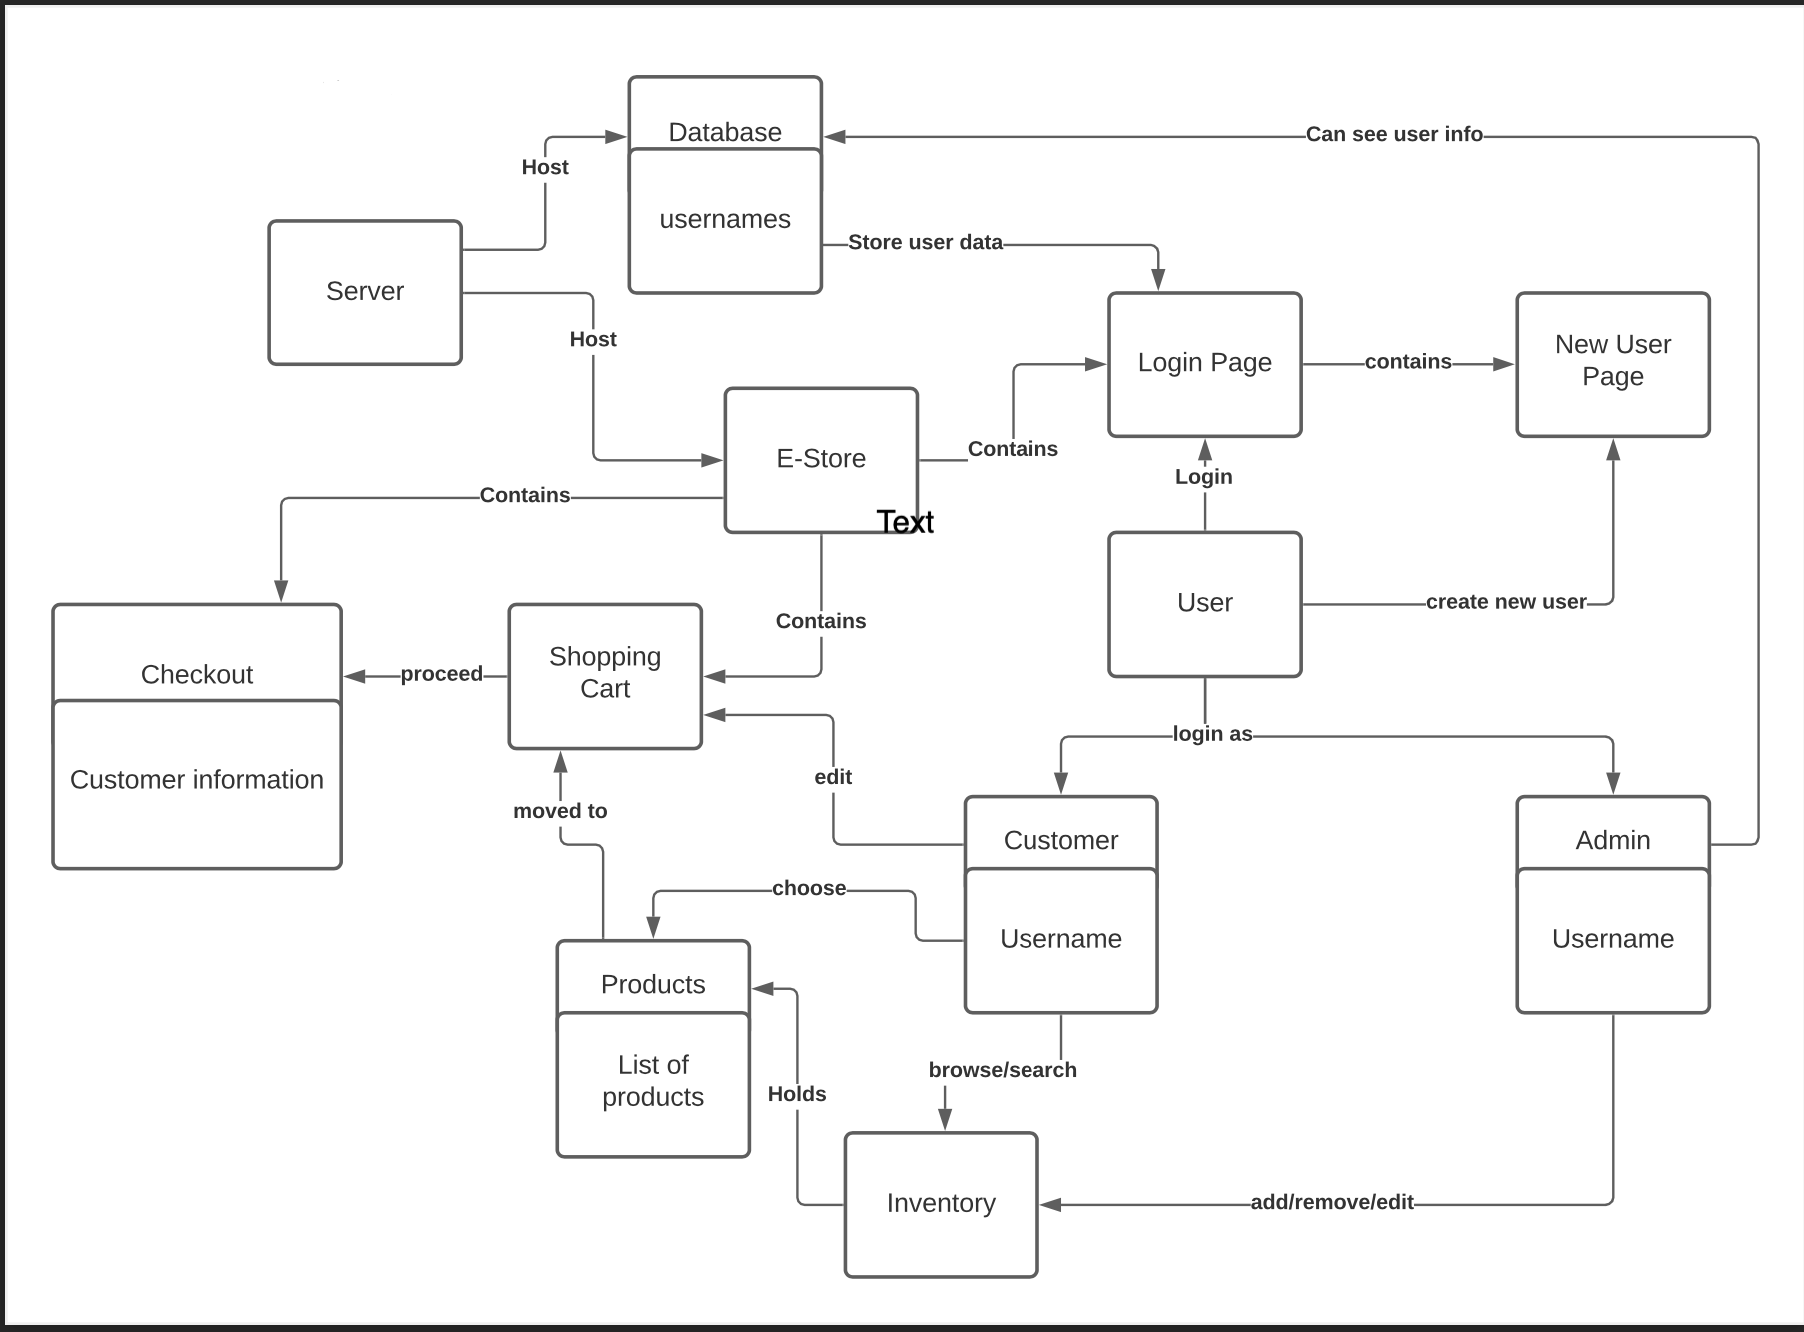 Database
Can see user info
Host
usernames
Store user data
Server
Host
Login Page
contains
New User
Page
E-Store
Contains
Login
Contains
Text
User
create new user
Contains
Shopping
Cart
Checkout
proceed
login as
Customer information
edit
moved to
Customer
Admin
choose
Username
Username
Products
List of
products
browse/search
Holds
Inventory
add/remove/edit